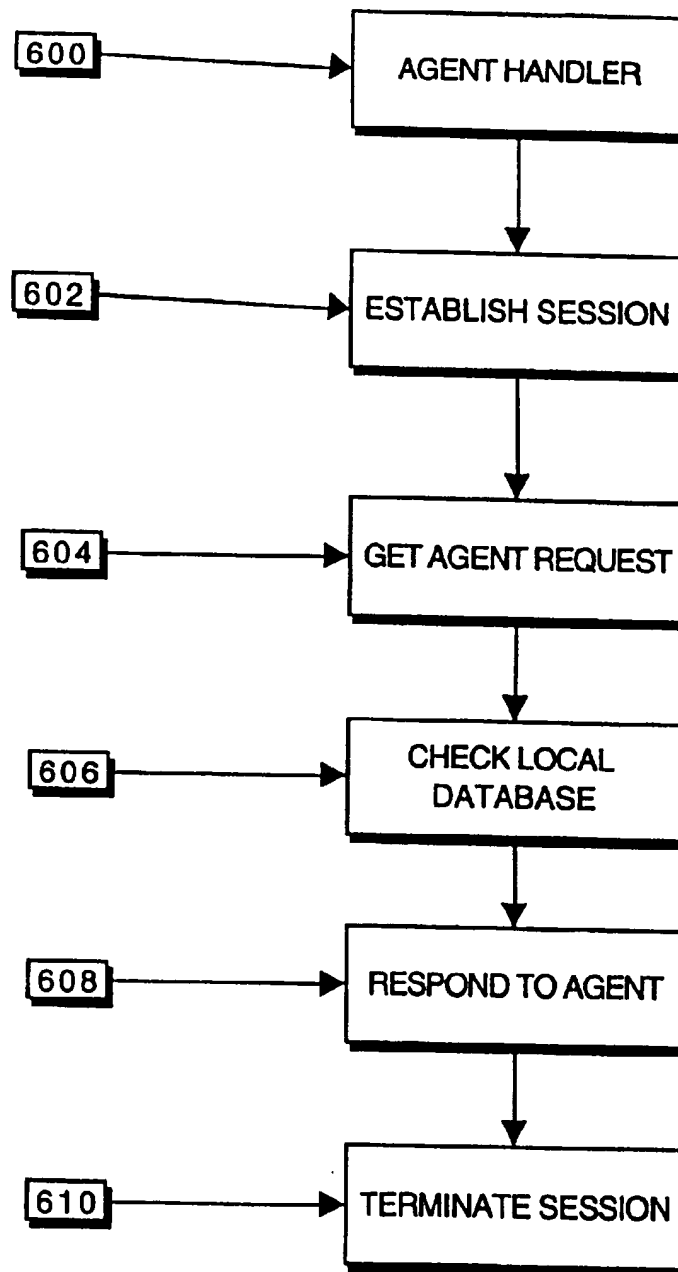 600
AGENT HANDLER
602
ESTABLISH SESSION
604
GET AGENT REQUEST
606
CHECK LOCAL
DATABASE
608
RESPOND TO AGENT
610
TERMINATE SESSION